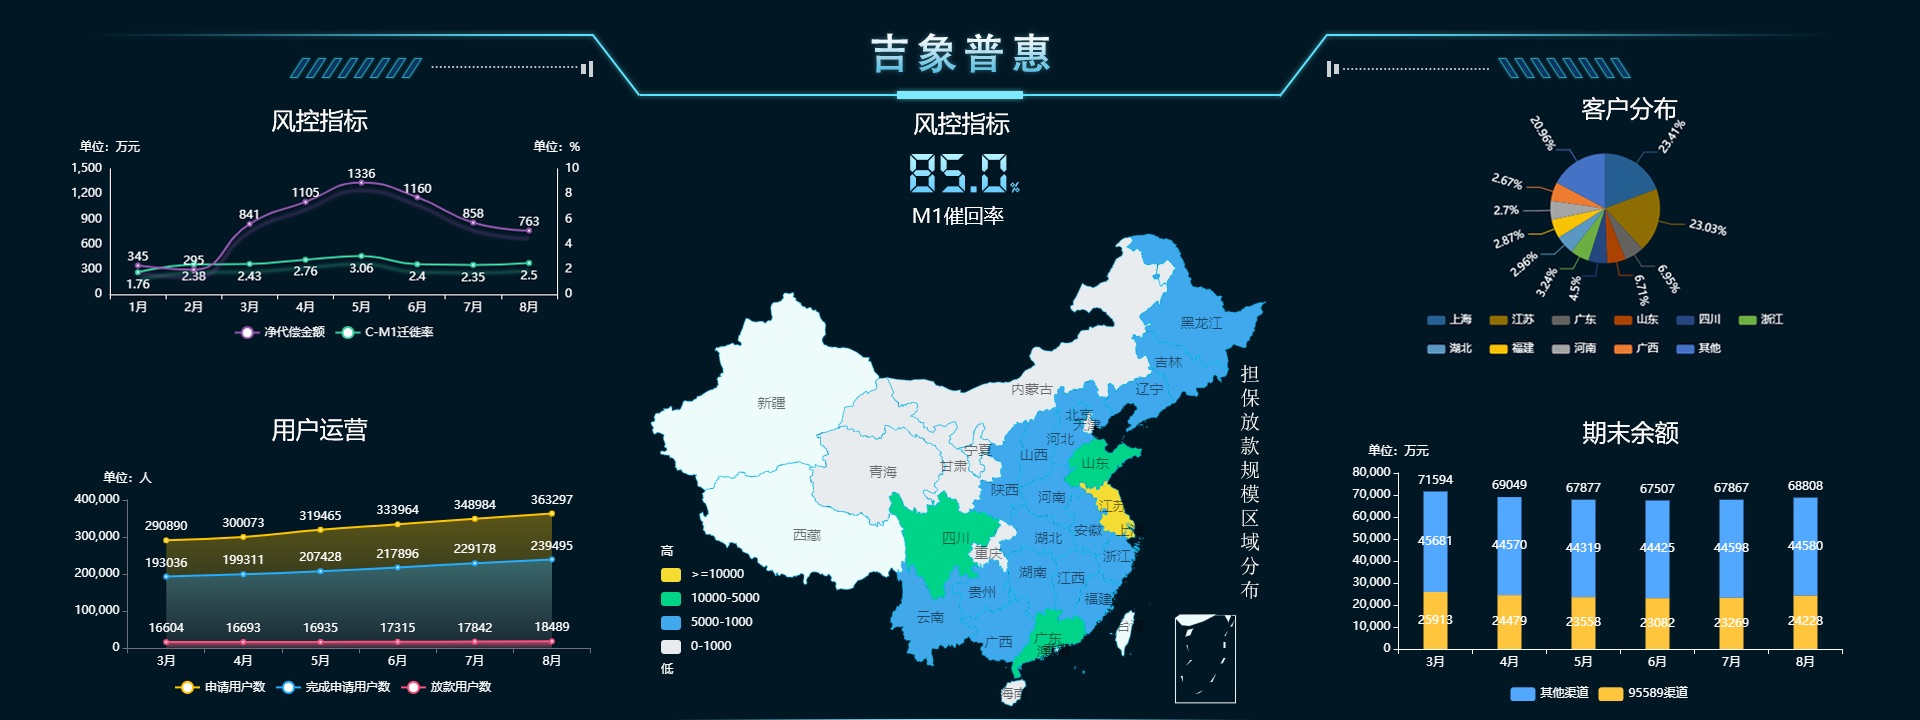 吉象普惠
风控指标
单位：万元
单位：%
1,500
1,200
900
600
300
0
10
8
6
4
2
0
345
295
841
1105
1336
1160
858
763
1.76
2.38
2.43
2.76
3.06
2.4
2.35
2.5
1月
2月
3月
4月
5月
6月
7月
8月
净代偿金额
C-M1迁徙率
用户运营
单位：人
400,000
300,000
200,000
100,000
0
290890
300073
319465
333964
348984
363297
193036
199311
207428
217896
229178
239495
16604
16693
16935
17315
17842
18489
3月
4月
5月
6月
7月
8月
申请用户数
完成申请用户数
放款用户数
风控指标
85.0%
M1催回率
担保放款规模区域分布
黑龙江
吉林
辽宁
内蒙古
新疆
北京
天津
河北
宁夏
山西
山东
青海
甘肃
陕西
河南
江苏
西藏
四川
重庆
湖北
安徽
上海
浙江
湖南
江西
贵州
福建
云南
广西
广东
台湾
海南
高
>=10000
10000-5000
5000-1000
0-1000
低
客户分布
23.41%
23.03%
6.95%
6.71%
4.5%
3.24%
2.96%
2.87%
2.7%
2.67%
20.96%
上海
江苏
广东
山东
四川
浙江
湖北
福建
河南
广西
其他
期末余额
单位：万元
80,000
70,000
60,000
50,000
40,000
30,000
20,000
10,000
0
71594
69049
67877
67507
67867
68808
45681
44570
44319
44425
44598
44580
25913
24479
23558
23082
23269
24228
3月
4月
5月
6月
7月
8月
其他渠道
95589渠道